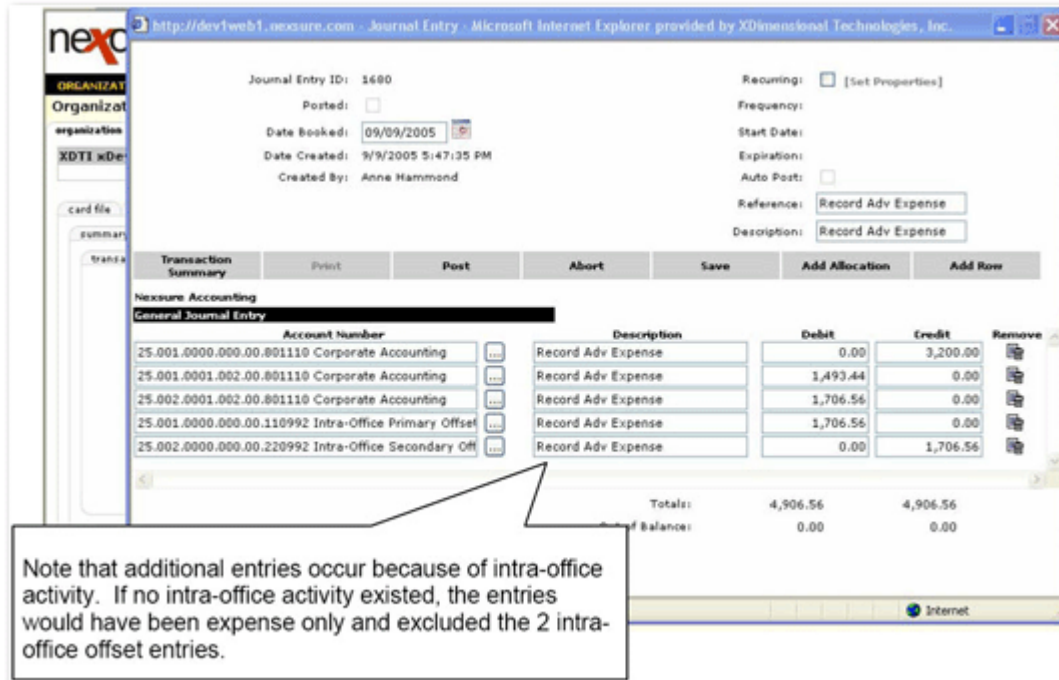 http://dev1web1.nexsure.com - Journal Entry - Microsoft Internet Explorer provided by XDimensional Technologies, Inc.
nexc
ORGANIZAT
Organizat
organization
XDTI xDev
card file
summary
transa
Journal Entry ID: 1680
Posted:
Date Booked: 09/09/2005
Date Created: 9/9/2005 5:47:35 PM
Created By: Anne Hammond
Recurring: [Set Properties]
Frequency:
Start Date:
Expiration:
Auto Post:
Reference: Record Adv Expense
Description: Record Adv Expense
Transaction Summary Print Post Abort Save Add Allocation Add Row
Nexsure Accounting
General Journal Entry
Account Number Description Debit Credit Remove
25.001.0000.000.00.801110 Corporate Accounting ... Record Adv Expense 0.00 3,200.00
25.001.0001.002.00.801110 Corporate Accounting ... Record Adv Expense 1,493.44 0.00
25.002.0001.002.00.801110 Corporate Accounting ... Record Adv Expense 1,706.56 0.00
25.001.0000.000.00.110992 Intra-Office Primary Offset ... Record Adv Expense 1,706.56 0.00
25.002.0000.000.00.220992 Intra-Office Secondary Off ... Record Adv Expense 0.00 1,706.56
Totals: 4,906.56 4,906.56
of Balance: 0.00 0.00
Note that additional entries occur because of intra-office
activity. If no intra-office activity existed, the entries
would have been expense only and excluded the 2 intra-
office offset entries.
Internet